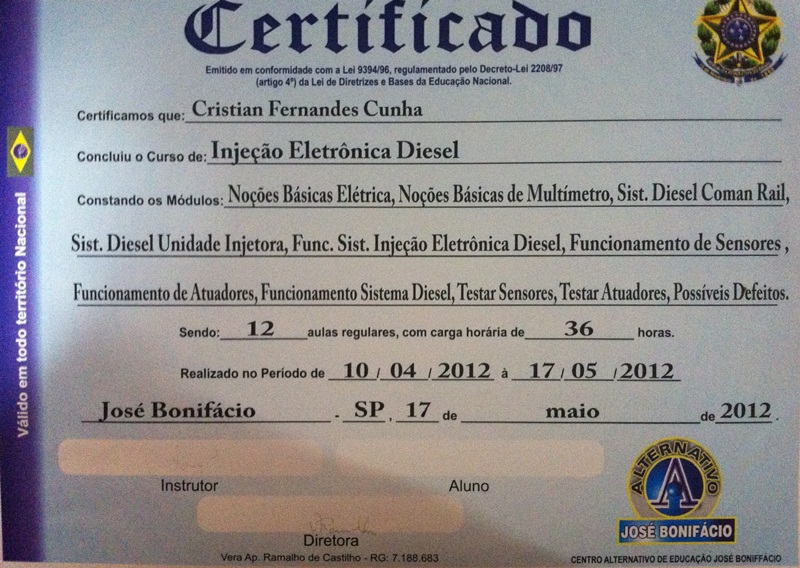 Certificado
Emitido em conformidade com a Lei 9394/96, regulamentado pelo Decreto-Lei 2208/97
(artigo 4º) da Lei de Diretrizes e Bases da Educação Nacional.
Certificamos que: Cristian Fernandes Cunha
Concluiu o Curso de: Injeção Eletrônica Diesel
Constando os Módulos: Noções Básicas Elétrica, Noções Básicas de Multímetro, Sist. Diesel Coman Rail,
Sist. Diesel Unidade Injetora, Func. Sist. Injeção Eletrônica Diesel, Funcionamento de Sensores ,
Funcionamento de Atuadores, Funcionamento Sistema Diesel, Testar Sensores, Testar Atuadores, Possíveis Defeitos.
Sendo: 12 aulas regulares, com carga horária de 36 horas.
Realizado no Período de 10 / 04 / 2012 à 17 / 05 / 2012
José Bonifácio - SP, 17 de maio de 2012 .
Instrutor Aluno
Diretora
Vera Ap. Ramalho de Castilho - RG: 7.188.683
Válido em todo território Nacional
ALTERNATIVO
A
JOSÉ BONIFÁCIO
CENTRO ALTERNATIVO DE EDUCAÇÃO JOSÉ BONIFFACIO